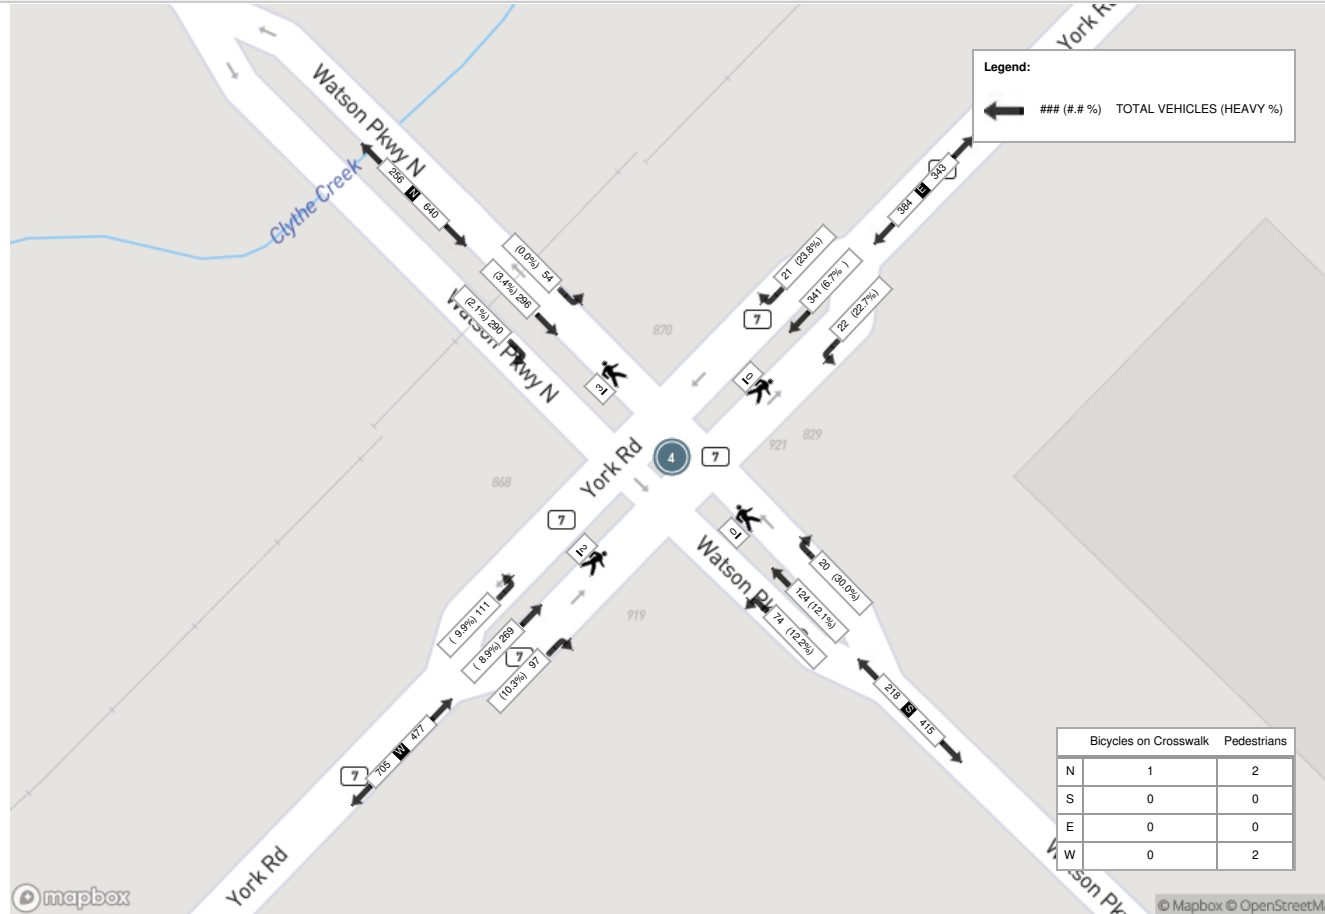 York Rd
Legend:
### (#.# %) TOTAL VEHICLES (HEAVY %)
Watson Pkwy N
Clythe Creek
256 N 640
384 E 343
(0.0%) 54
(3.4%) 296
(2.1%) 290
21 (23.8%)
341 (6.7% )
22 (22.7%)
7
870
Watson Pkwy N
3
0
York Rd
4
7
921
829
868
7
2
0
Watson Pk
20 (30.0%)
124 (12.1%)
74 (12.2%)
919
( 9.9%) 111
( 8.9%) 269
7
(10.3%) 97
218 S 415
705 W 477
7
Bicycles on Crosswalk Pedestrians
N 1 2
S 0 0
E 0 0
W 0 2
York Rd
mapbox
© Mapbox © OpenStreetM